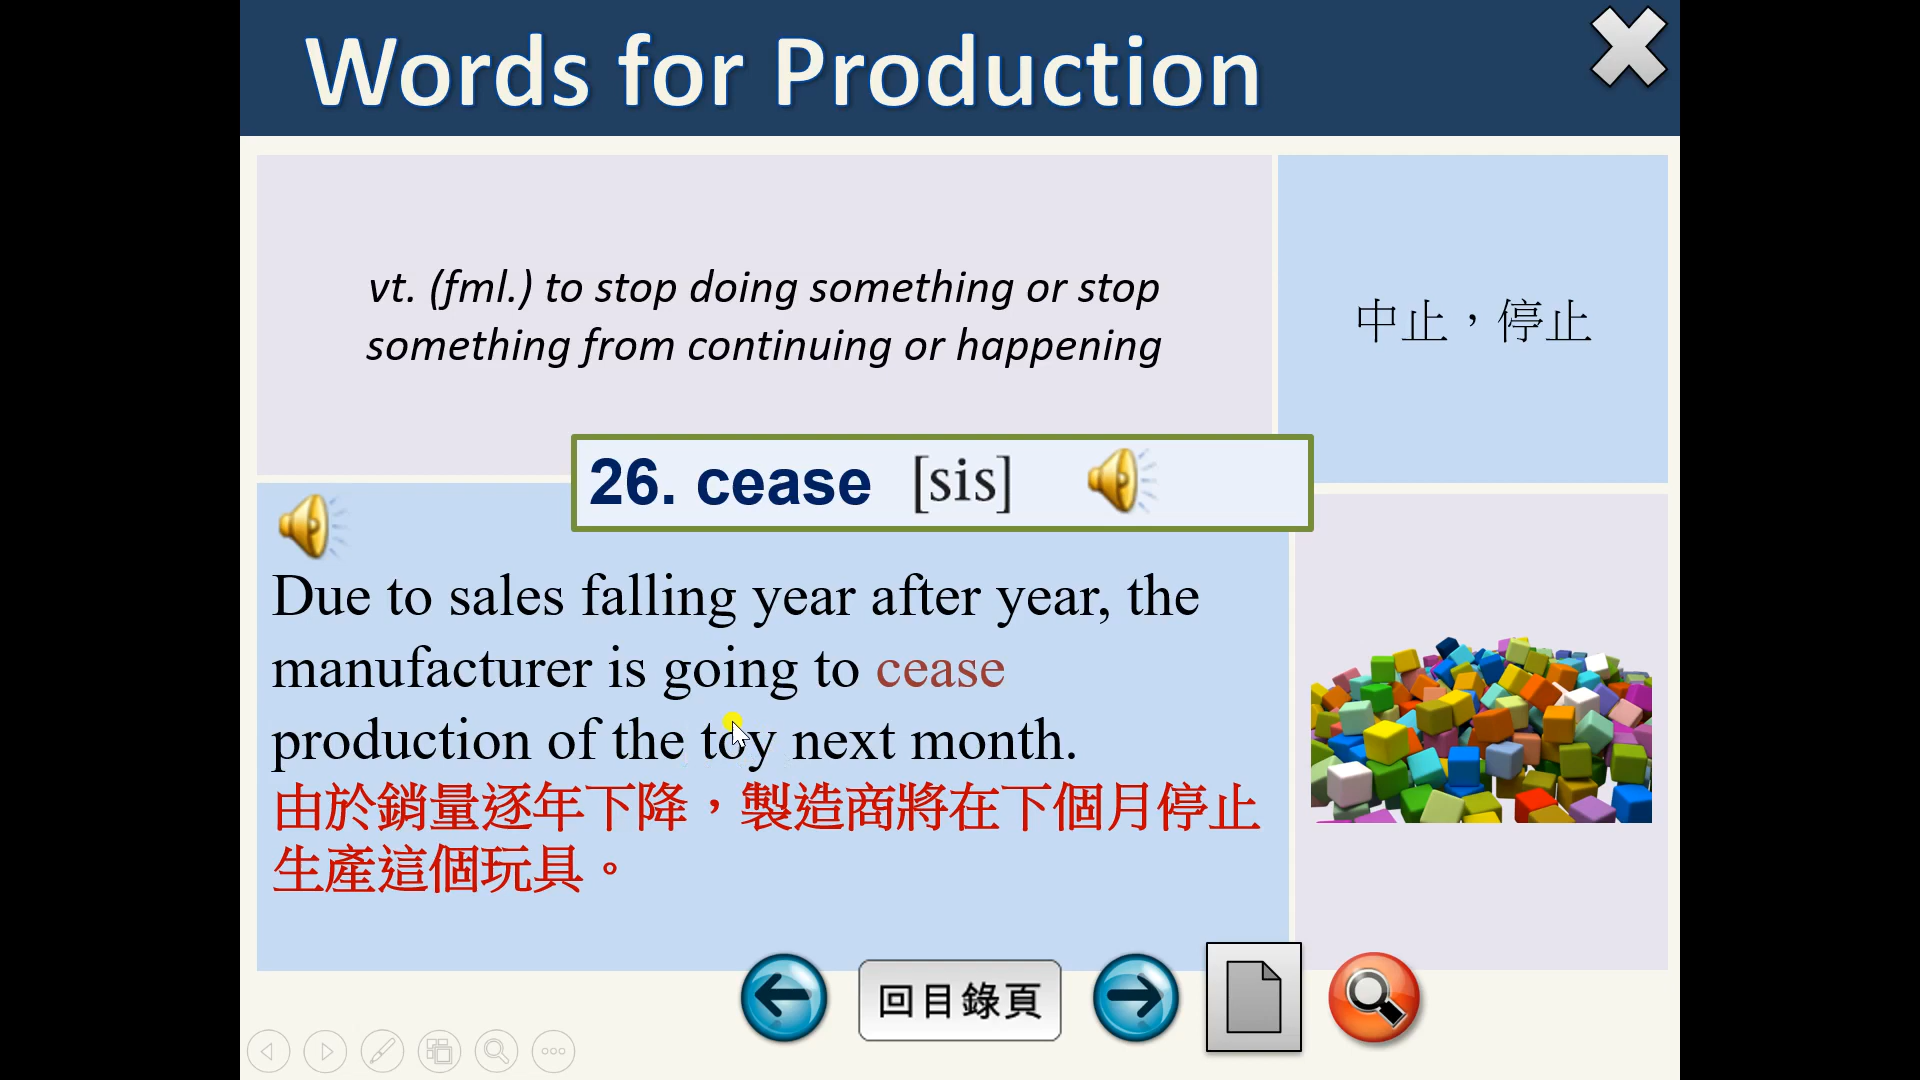 Words for Production
vt. (fml.) to stop doing something or stop
something from continuing or happening
中止，停止
26. cease [sis]
Due to sales falling year after year, the
manufacturer is going to cease
production of the toy next month.
由於銷量逐年下降，製造商將在下個月停止
生產這個玩具。
回目錄頁